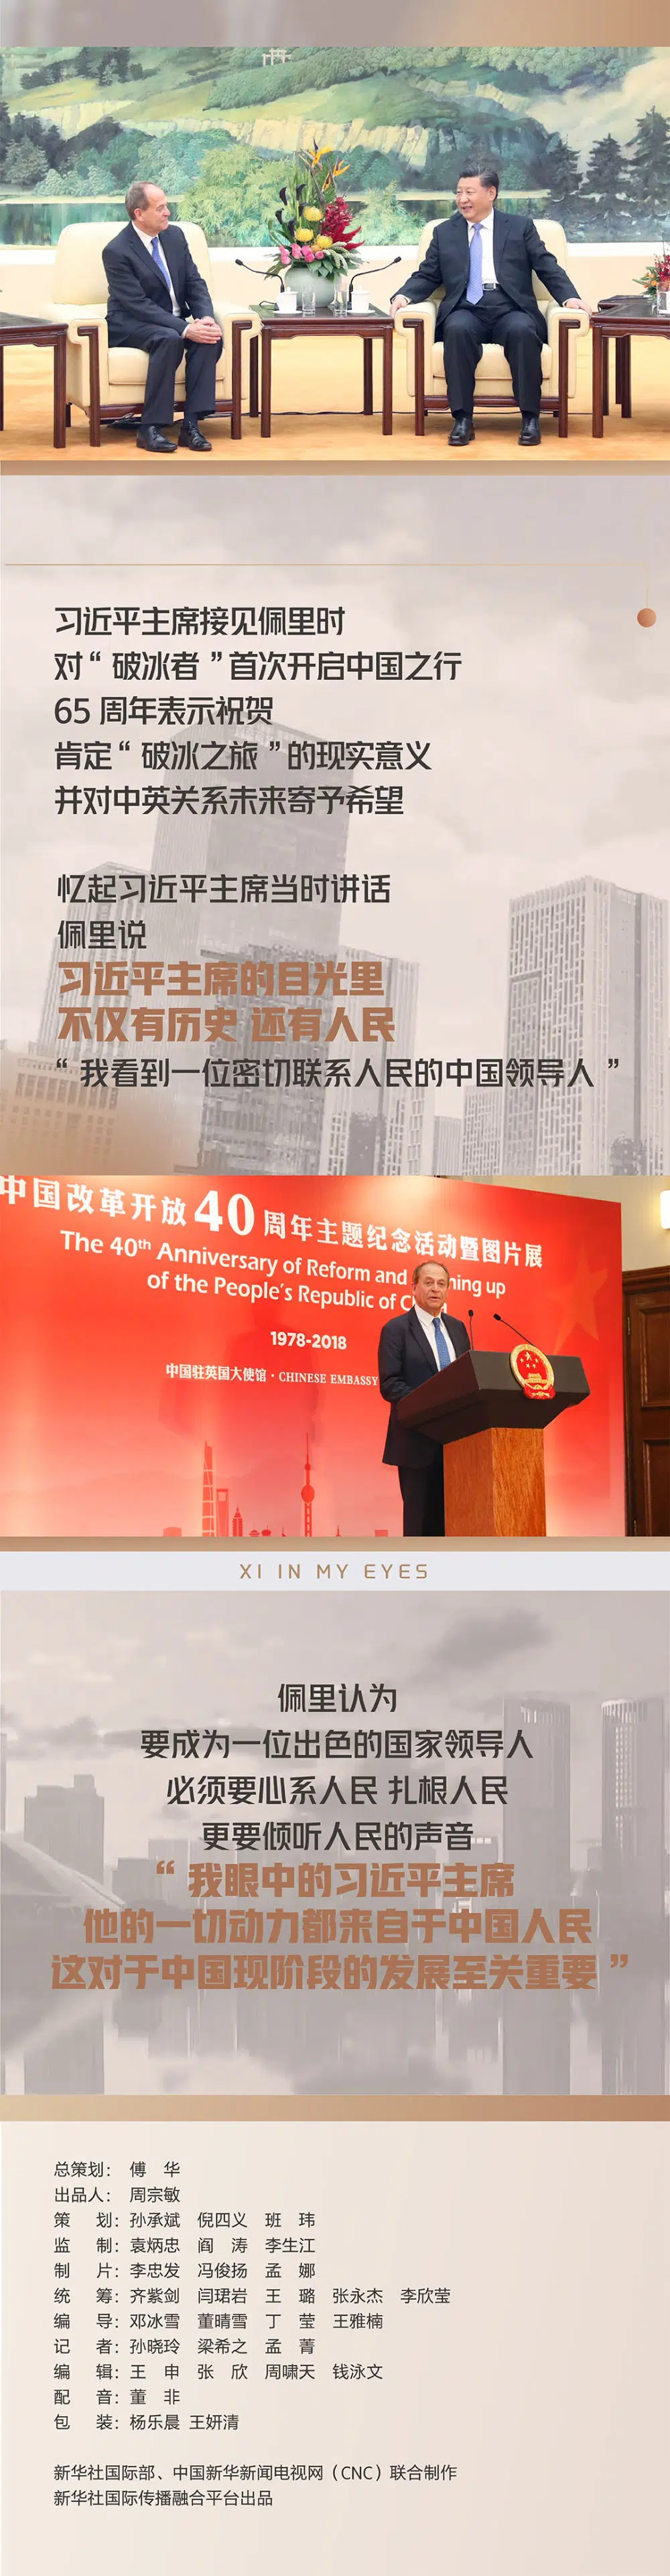 习近平主席接见佩里时
对“破冰者”首次开启中国之行
65 周年表示祝贺
肯定“破冰之旅”的现实意义
并对中英关系未来寄予希望
忆起习近平主席当时讲话
佩里说
习近平主席的目光里
不仅有历史 还有人民
“我看到一位密切联系人民的中国领导人”
中国改革开放40周年主题纪念活动暨图片展
The 40th Anniversary of Reform and ning up
of the People's Republic of C
1978-2018
中国驻英国大使馆·CHINESE EMBASSY
XI IN MY EYES
佩里认为
要成为一位出色的国家领导人
必须要心系人民 扎根人民
更要倾听人民的声音
“我眼中的习近平主席
他的一切动力都来自于中国人民
这对于中国现阶段的发展至关重要”
总策划： 傅 华
出品人： 周宗敏
策 划：孙承斌 倪四义 班 玮
监 制：袁炳忠 阎 涛 李生江
制 片：李忠发 冯俊扬 孟 娜
统 筹：齐紫剑 闫珺岩 王 璐 张永杰 李欣莹
编 导：邓冰雪 董晴雪 丁 莹 王雅楠
记 者：孙晓玲 梁希之 孟 菁
编 辑：王 申 张 欣 周啸天 钱泳文
配 音：董 非
包 装：杨乐晨 王妍清
新华社国际部、中国新华新闻电视网（CNC）联合制作
新华社国际传播融合平台出品